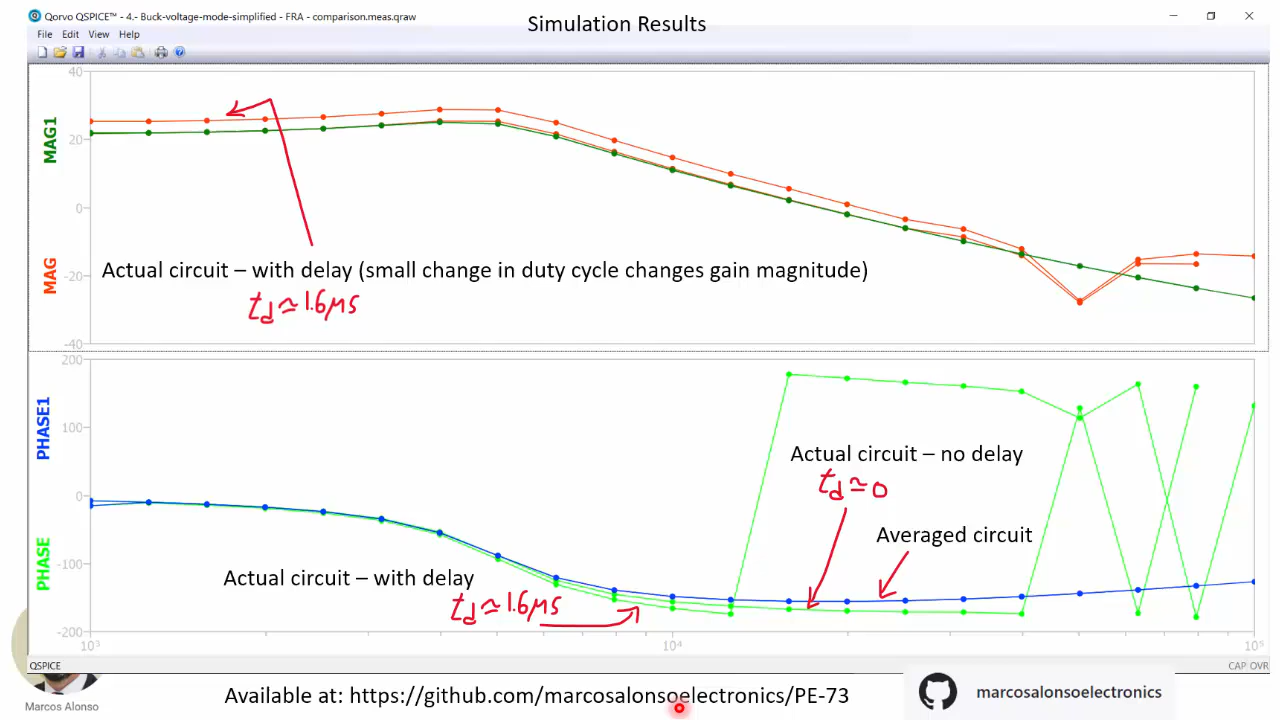 Qorvo QSPICE™ - 4.- Buck-voltage-mode-simplified - FRA - comparison.meas.qraw
Simulation Results
File Edit View Help
40
20
0
-20
-40
MAG1
MAG
Actual circuit – with delay (small change in duty cycle changes gain magnitude)
td ≃ 1.6μs
200
100
0
-100
-200
PHASE1
PHASE
Actual circuit – no delay
td ≃ 0
Averaged circuit
Actual circuit – with delay
td ≃ 1.6μs
10³ 10⁴ 10⁵
QSPICE CAP OVR
Available at: https://github.com/marcosalonsoelectronics/PE-73
marcosalonsoelectronics
Marcos Alonso